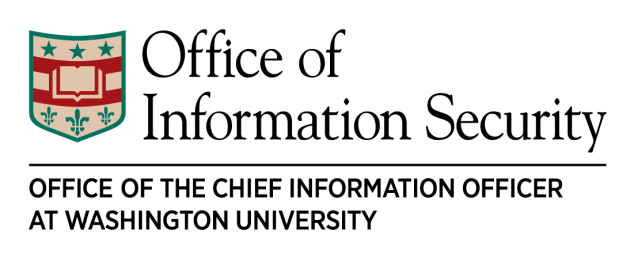 Office of
Information Security
OFFICE OF THE CHIEF INFORMATION OFFICER
AT WASHINGTON UNIVERSITY